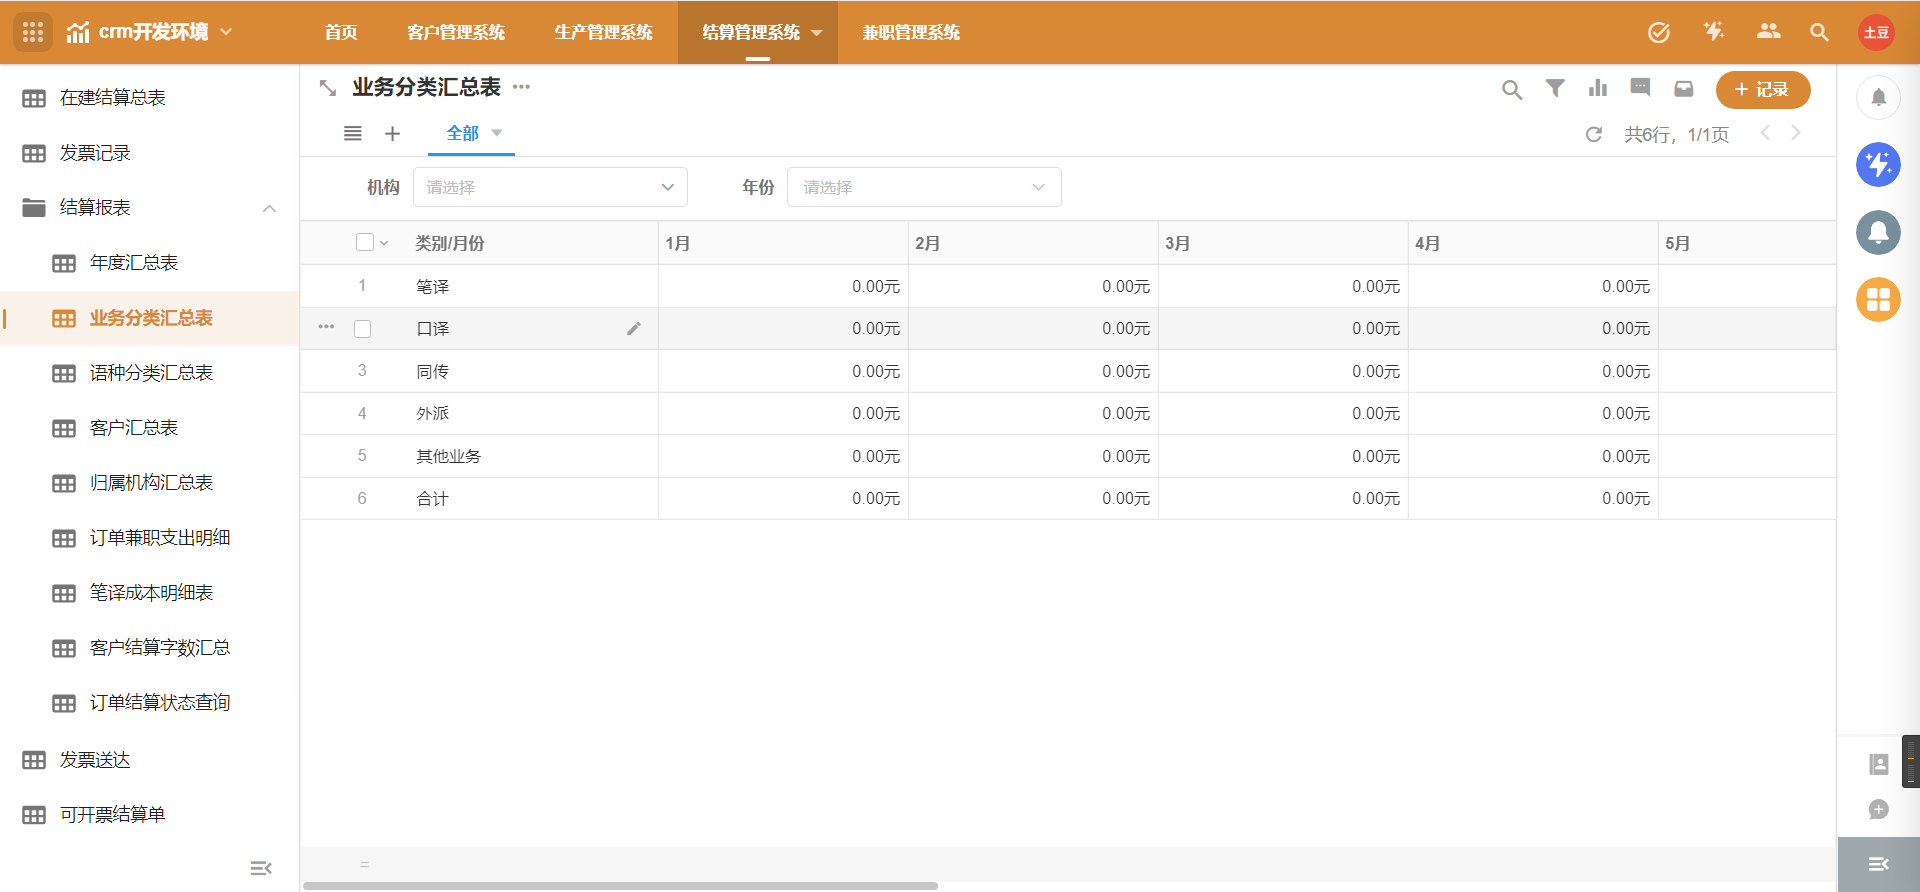 crm开发环境 首页 客户管理系统 生产管理系统 结算管理系统 兼职管理系统 土豆
在建结算总表
发票记录
结算报表
年度汇总表
业务分类汇总表
语种分类汇总表
客户汇总表
归属机构汇总表
订单兼职支出明细
笔译成本明细表
客户结算字数汇总
订单结算状态查询
发票送达
可开票结算单
业务分类汇总表 ··· + 记录
全部 共6行，1/1页
机构 请选择 年份 请选择
类别/月份 1月 2月 3月 4月 5月
1 笔译 0.00元 0.00元 0.00元 0.00元
口译 0.00元 0.00元 0.00元 0.00元
3 同传 0.00元 0.00元 0.00元 0.00元
4 外派 0.00元 0.00元 0.00元 0.00元
5 其他业务 0.00元 0.00元 0.00元 0.00元
6 合计 0.00元 0.00元 0.00元 0.00元
=